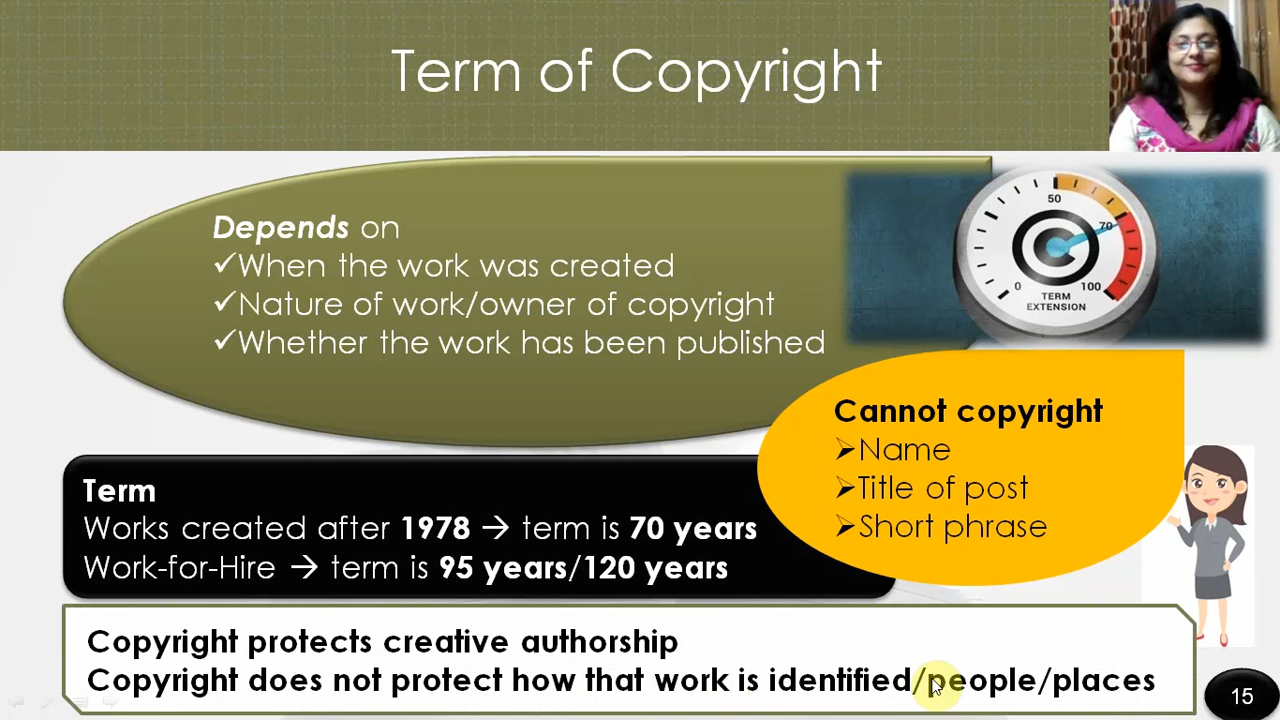 Term of Copyright
Depends on
✓When the work was created
✓Nature of work/owner of copyright
✓Whether the work has been published
50
70
0
100
TERM
EXTENSION
Cannot copyright
➢Name
➢Title of post
➢Short phrase
Term
Works created after 1978 → term is 70 years
Work-for-Hire → term is 95 years/120 years
Copyright protects creative authorship
Copyright does not protect how that work is identified/people/places
15